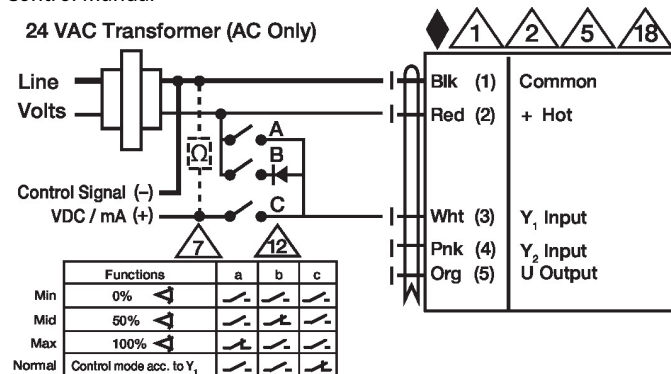 24 VAC Transformer (AC Only)
1 2 5 18
Line
Volts
Blk (1) Common
Red (2) + Hot
A
B
Ω
Control Signal (–)
VDC / mA (+)
C
Wht (3) Y1 Input
Pnk (4) Y2 Input
Org (5) U Output
7 12
Functions a b c
Min 0%
Mid 50%
Max 100%
Normal Control mode acc. to Y1